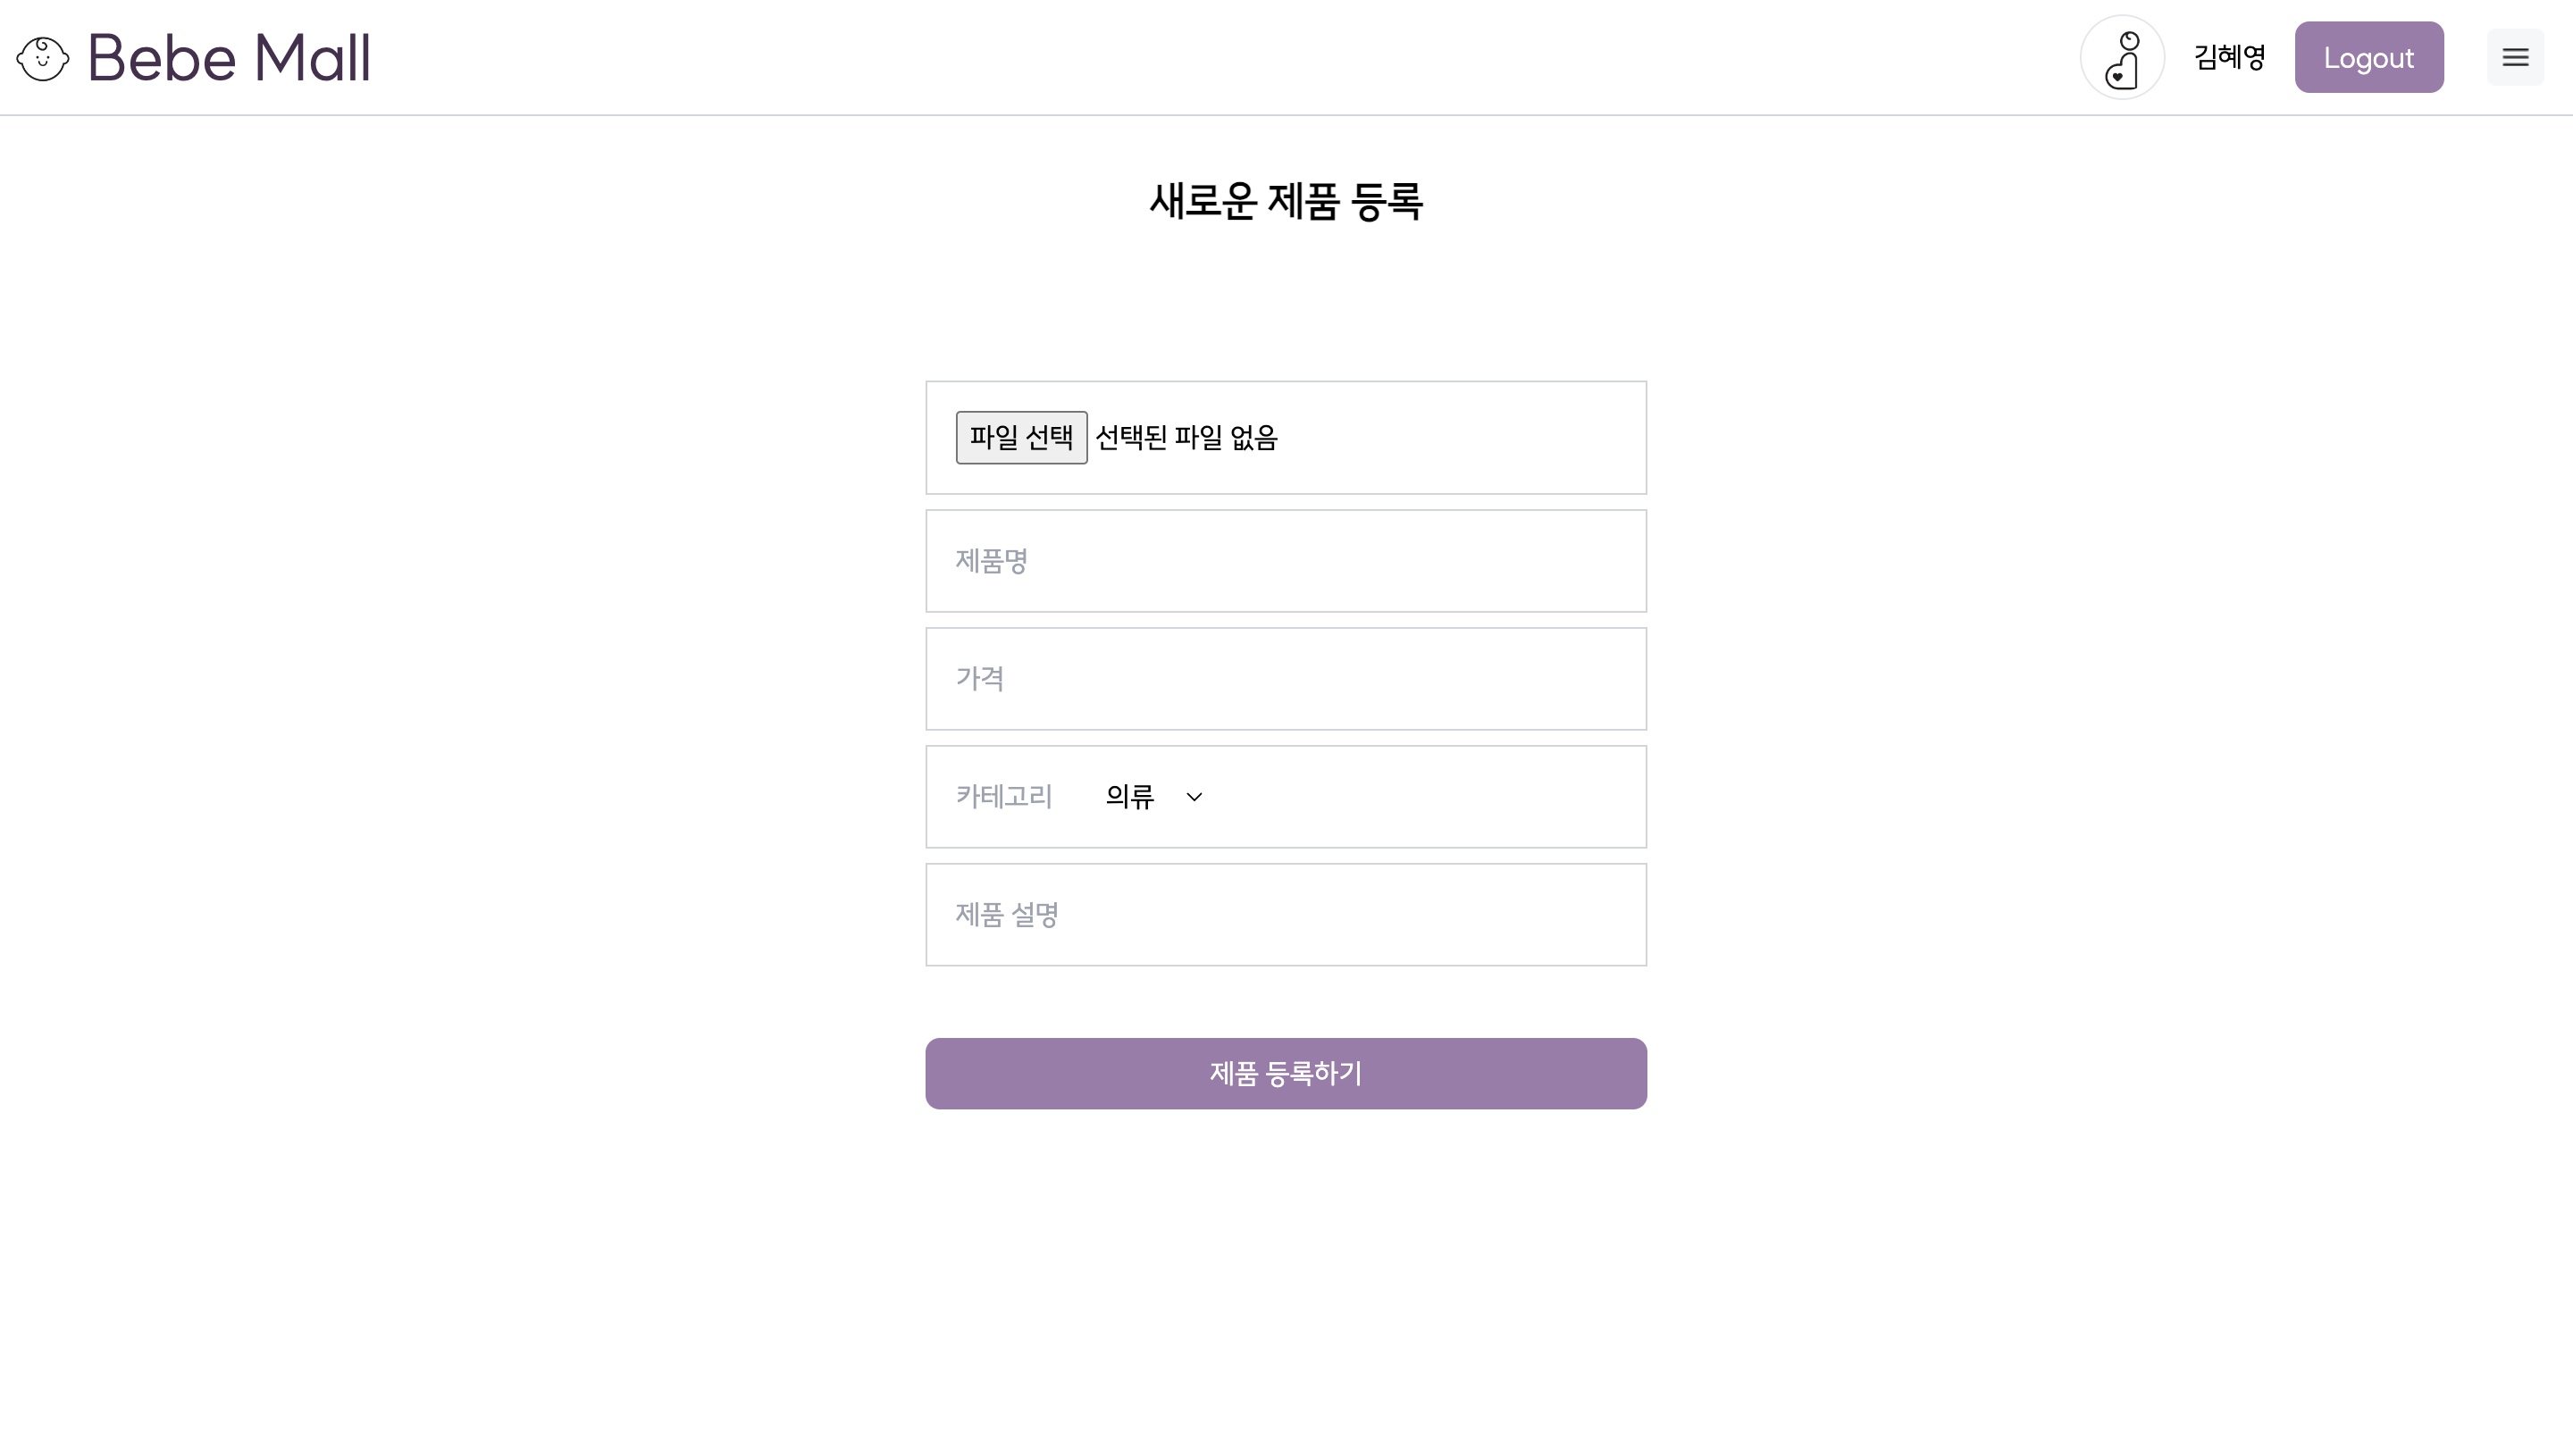 Bebe Mall
김혜영
Logout
새로운 제품 등록
파일 선택 선택된 파일 없음
제품명
가격
카테고리 의류
제품 설명
제품 등록하기